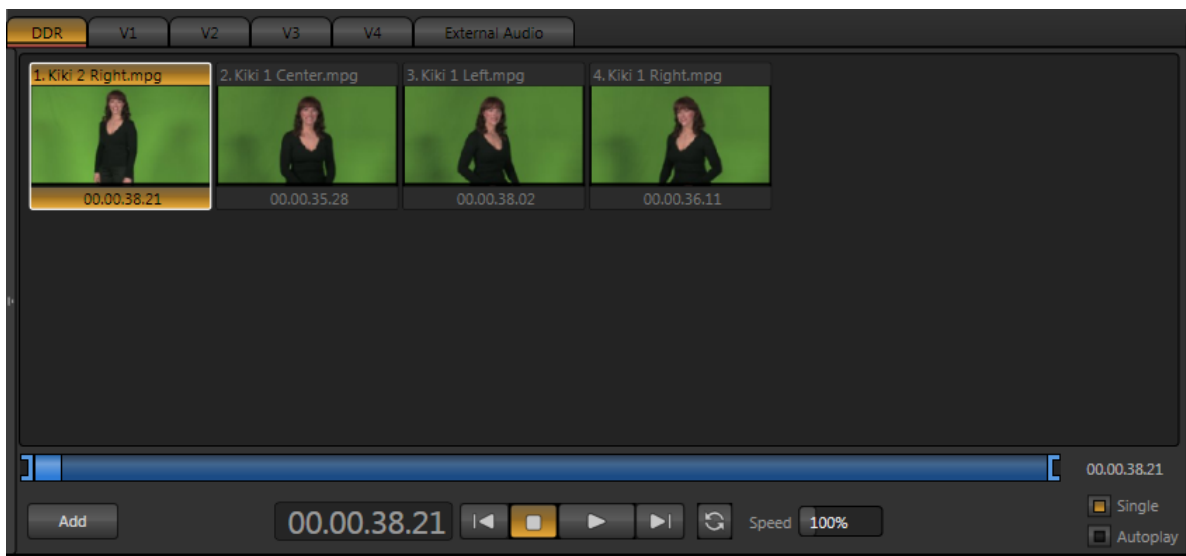 DDR V1 V2 V3 V4 External Audio
1. Kiki 2 Right.mpg 2. Kiki 1 Center.mpg 3. Kiki 1 Left.mpg 4. Kiki 1 Right.mpg
00.00.38.21 00.00.35.28 00.00.38.02 00.00.36.11
00.00.38.21
Add 00.00.38.21 Speed 100% Single
Autoplay